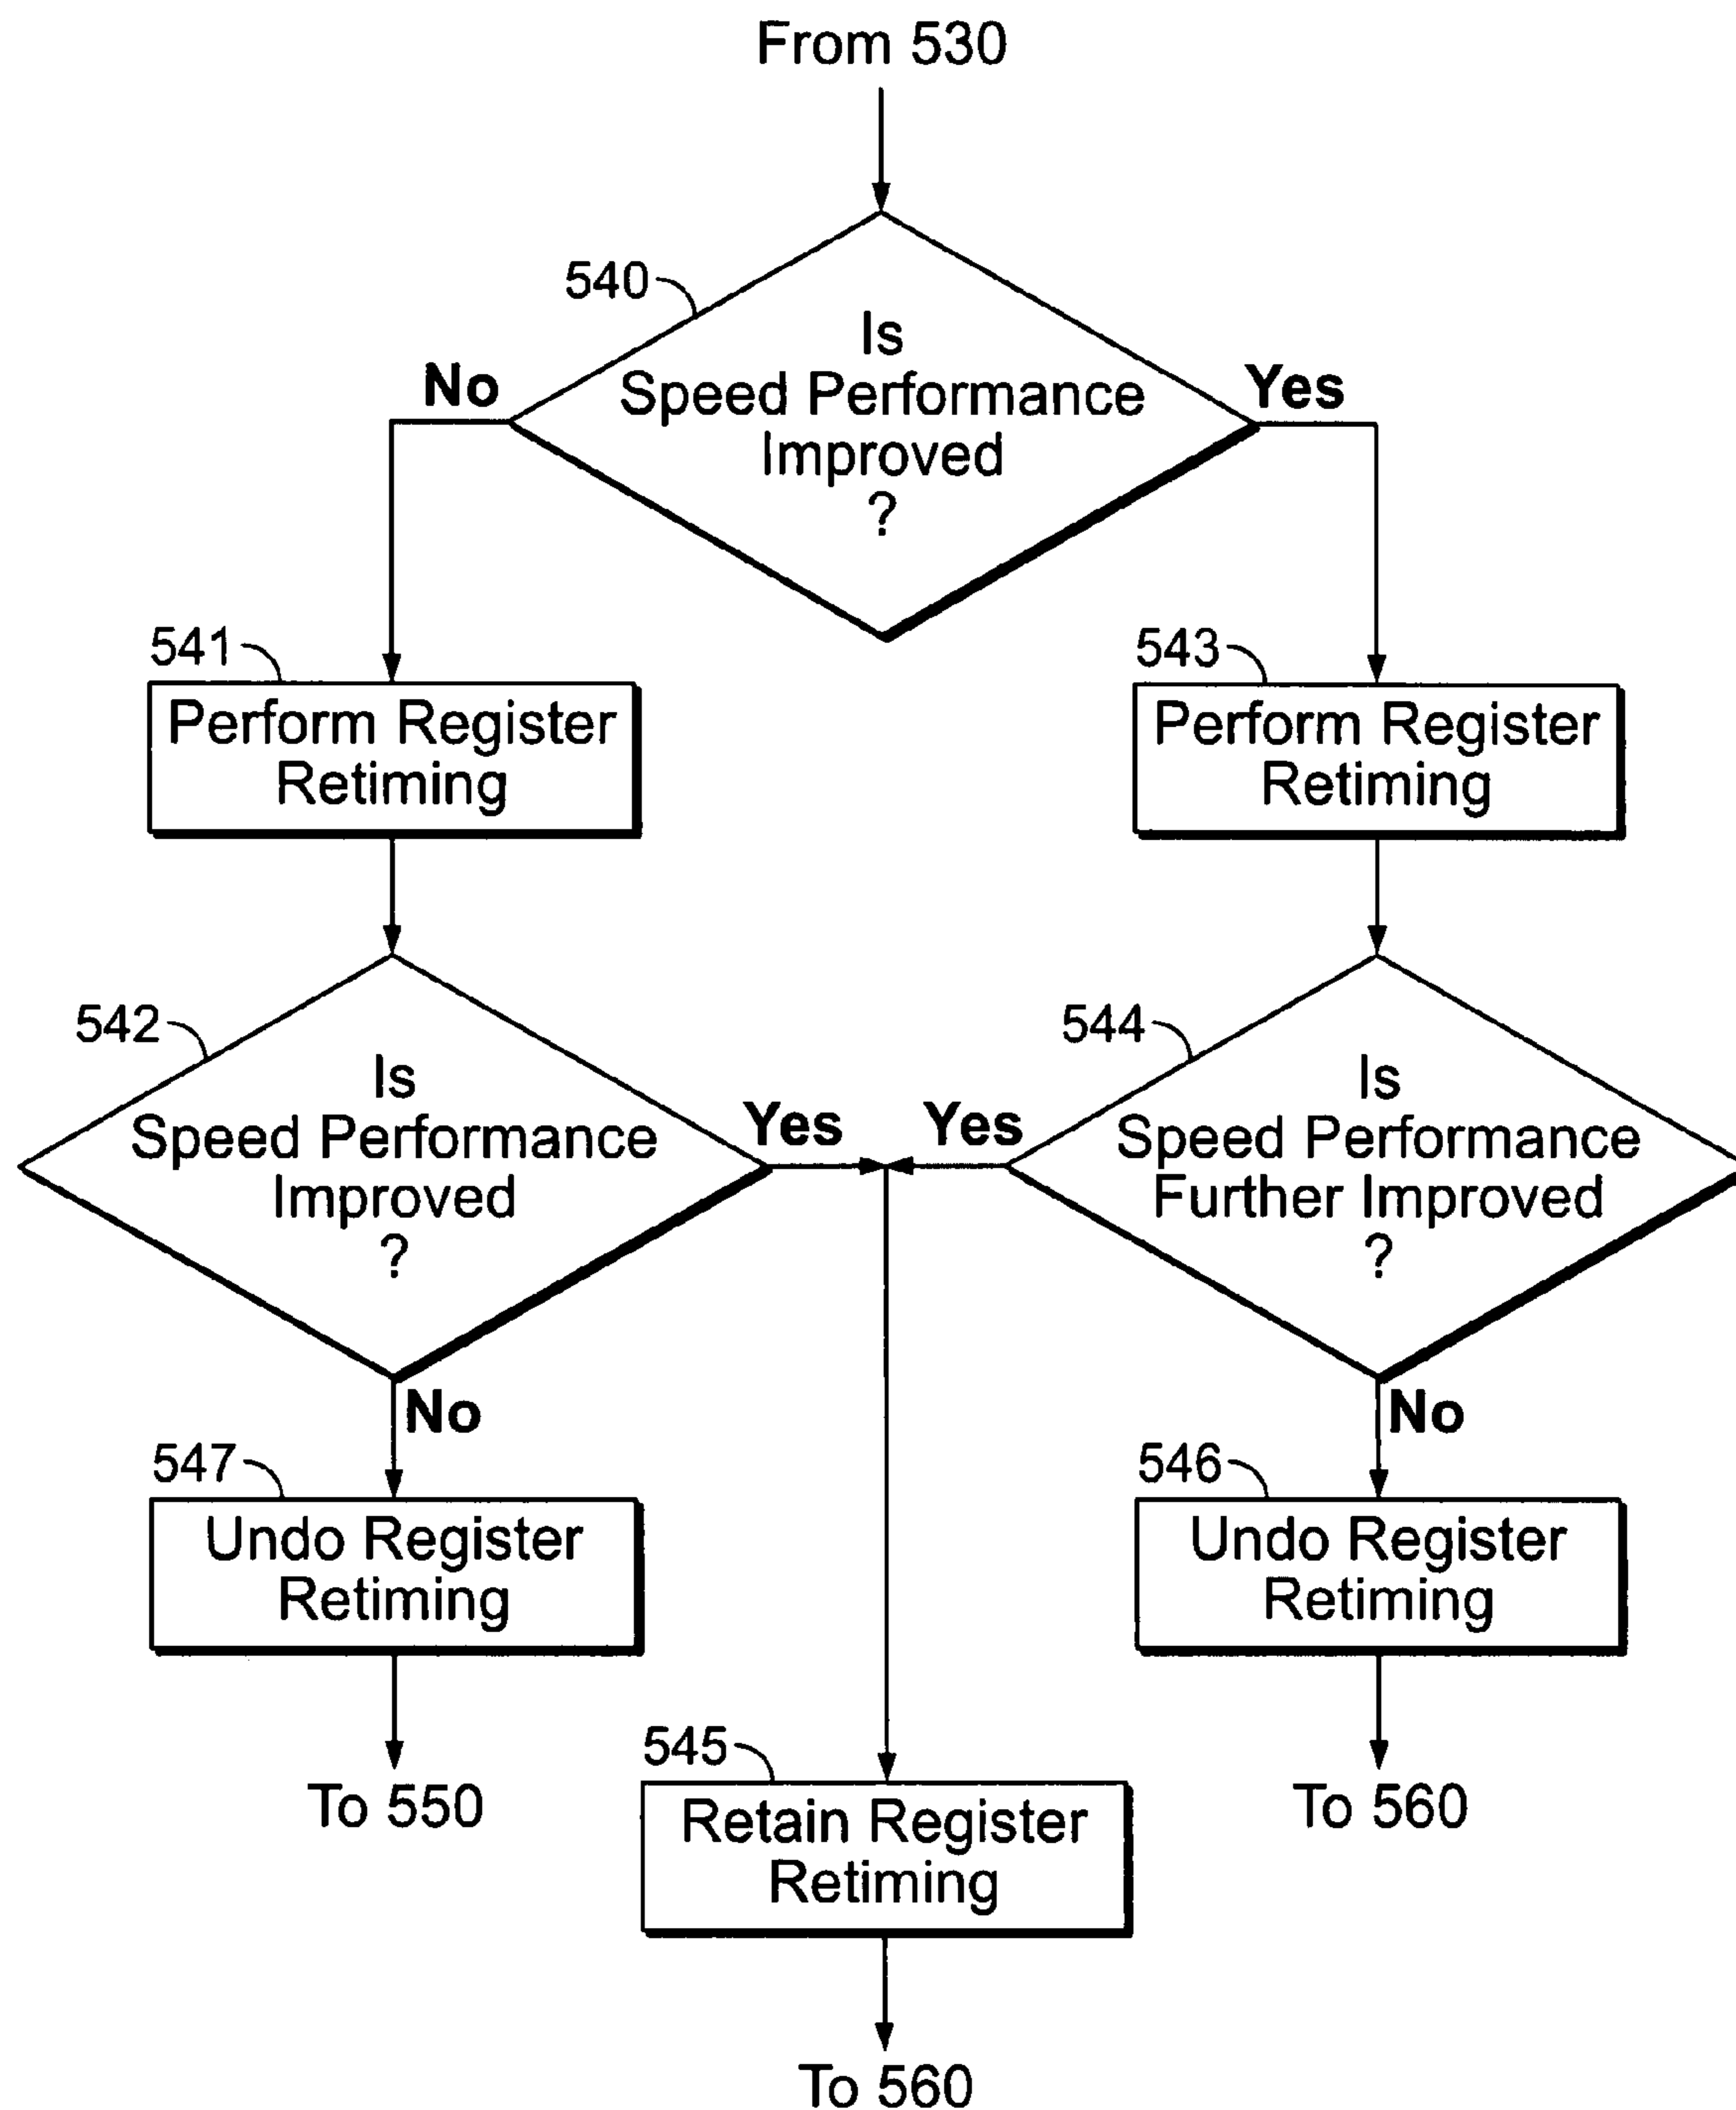 From 530
540
Is
Speed Performance
Improved
?
No
Yes
541
Perform Register
Retiming
543
Perform Register
Retiming
542
Is
Speed Performance
Improved
?
Yes
No
544
Is
Speed Performance
Further Improved
?
Yes
No
547
Undo Register
Retiming
To 550
546
Undo Register
Retiming
To 560
545
Retain Register
Retiming
To 560